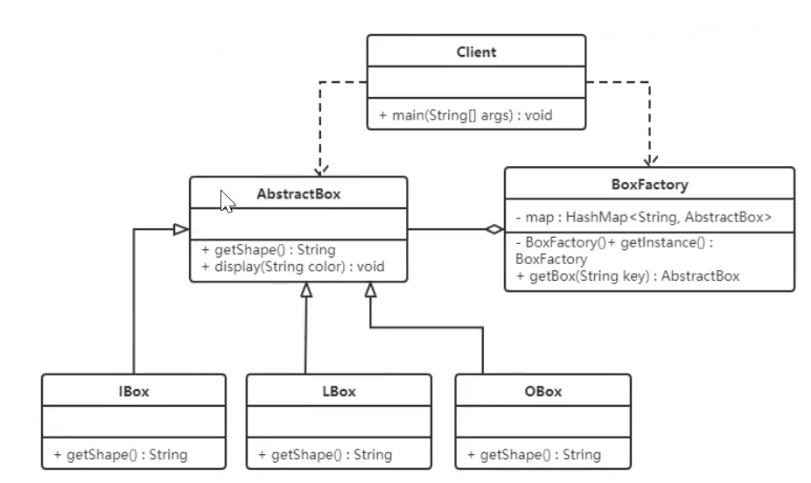 Client
+ main(String[] args) : void
AbstractBox
+ getShape() : String
+ display(String color) : void
BoxFactory
- map : HashMap<String, AbstractBox>
- BoxFactory()+ getInstance() :
BoxFactory
+ getBox(String key) : AbstractBox
IBox
+ getShape() : String
LBox
+ getShape() : String
OBox
+ getShape() : String